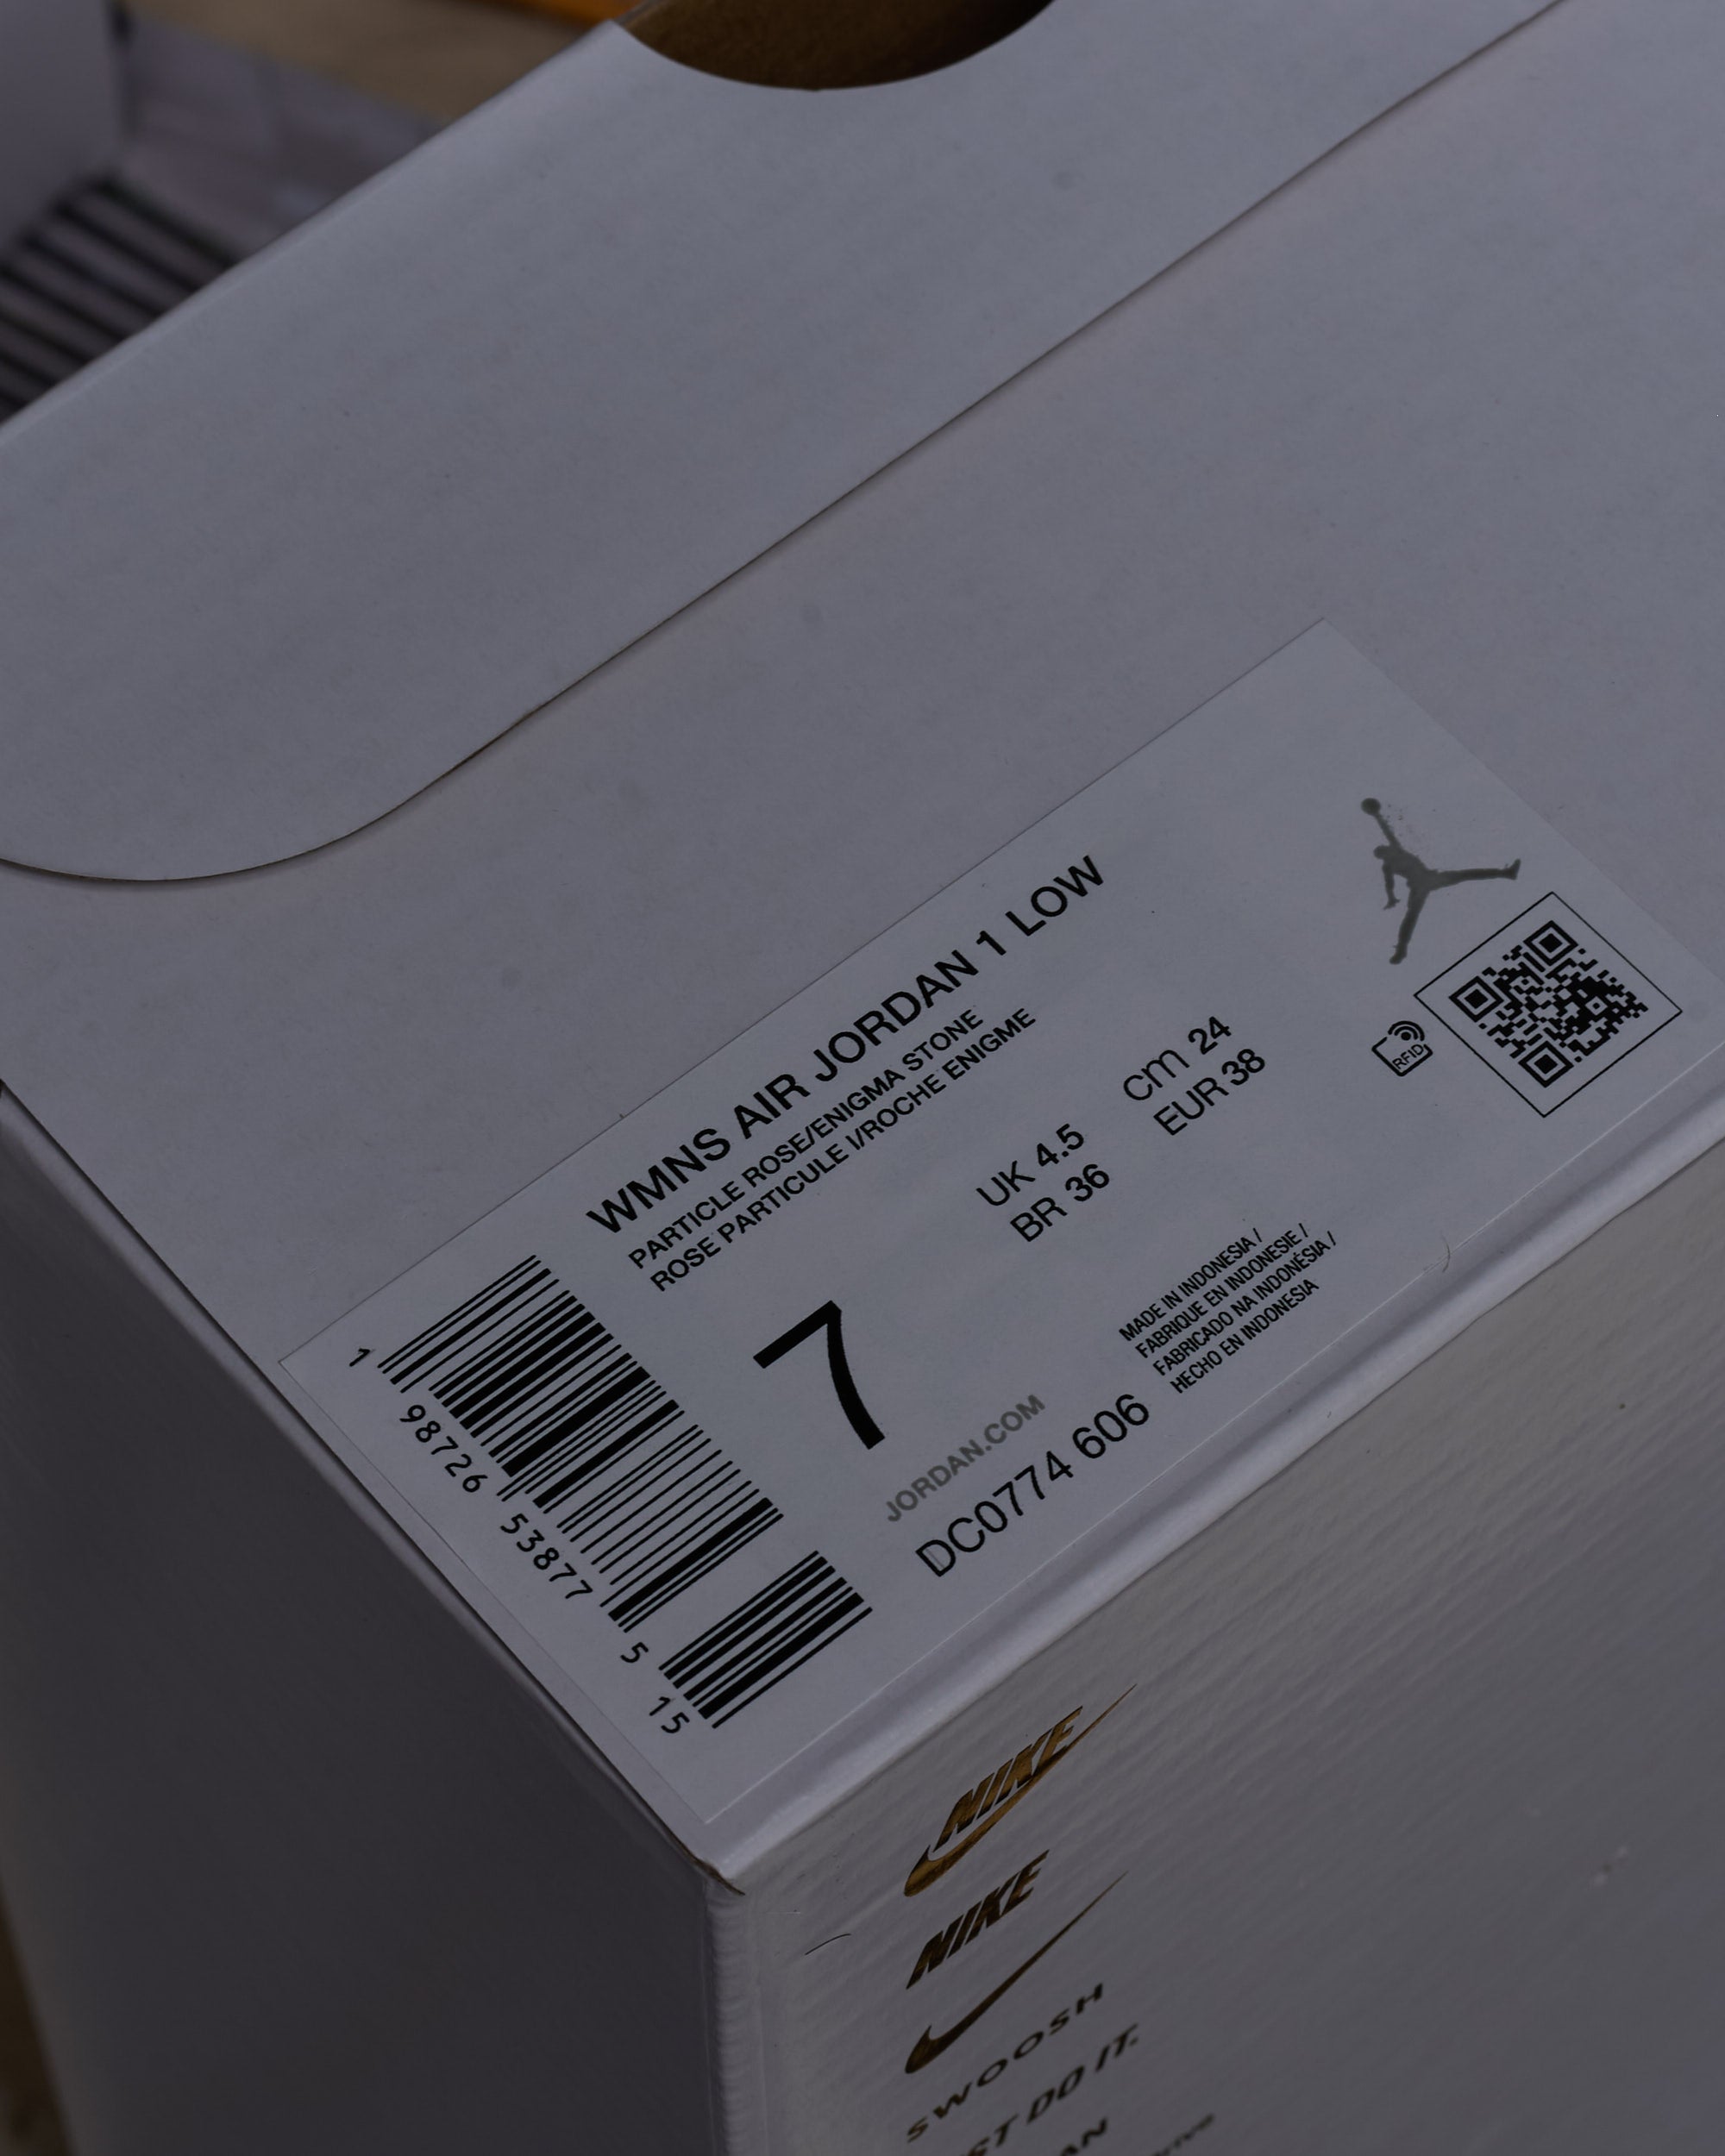 WMNS AIR JORDAN 1 LOW
PARTICLE ROSE/ENIGMA STONE
ROSE PARTICULE I/ROCHE ENIGME
7
UK 4.5
BR 36
cm 24
EUR 38
RFID
MADE IN INDONESIA /
FABRIQUE EN INDONESIE /
FABRICADO NA INDONÉSIA /
HECHO EN INDONESIA
JORDAN.COM
DC0774 606
1 98726 53877 5
15
NIKE
NIKE
SWOOSH
DO IT.